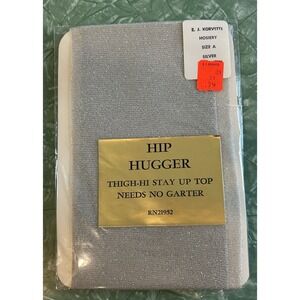 E. J. KORVETTE
HOSIERY
SIZE A
SILVER
HIP
HUGGER
THIGH-HI STAY UP TOP
NEEDS NO GARTER
RN21952